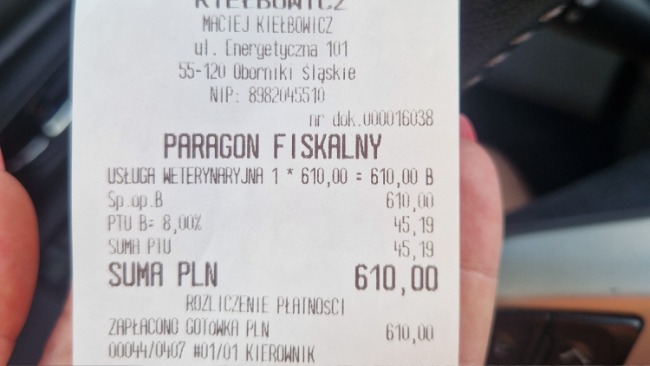 KIEŁBOWICZ
MACIEJ KIEŁBOWICZ
ul. Energetyczna 101
55-120 Oborniki Śląskie
NIP: 8982045510
nr dok.000016038
PARAGON FISKALNY
USŁUGA WETERYNARYJNA 1 * 610,00 = 610,00 B
Sp.op.B 610,00
PTU B= 8,00% 45,19
SUMA PTU 45,19
SUMA PLN 610,00
ROZLICZENIE PŁATNOŚCI
ZAPŁACONO GOTÓWKA PLN 610,00
00044/0407 #01/01 KIEROWNIK